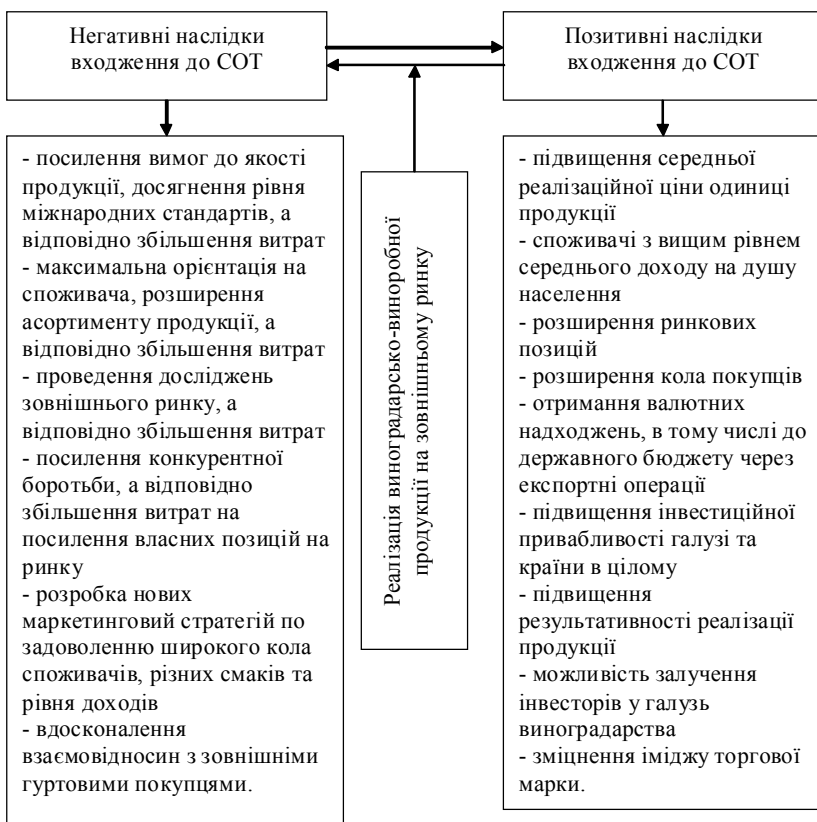 Негативні наслідки
входження до СОТ
Позитивні наслідки
входження до СОТ
- посилення вимог до якості
продукції, досягнення рівня
міжнародних стандартів, а
відповідно збільшення витрат
- максимальна орієнтація на
споживача, розширення
асортименту продукції, а
відповідно збільшення витрат
- проведення досліджень
зовнішнього ринку, а
відповідно збільшення витрат
- посилення конкурентної
боротьби, а відповідно
збільшення витрат на
посилення власних позицій на
ринку
- розробка нових
маркетинговий стратегій по
задоволенню широкого кола
споживачів, різних смаків та
рівня доходів
- вдосконалення
взаємовідносин з зовнішніми
гуртовими покупцями.
Реалізація виноградарсько-виноробної
продукції на зовнішньому ринку
- підвищення середньої
реалізаційної ціни одиниці
продукції
- споживачі з вищим рівнем
середнього доходу на душу
населення
- розширення ринкових
позицій
- розширення кола покупців
- отримання валютних
надходжень, в тому числі до
державного бюджету через
експортні операції
- підвищення інвестиційної
привабливості галузі та
країни в цілому
- підвищення
результативності реалізації
продукції
- можливість залучення
інвесторів у галузь
виноградарства
- зміцнення іміджу торгової
марки.